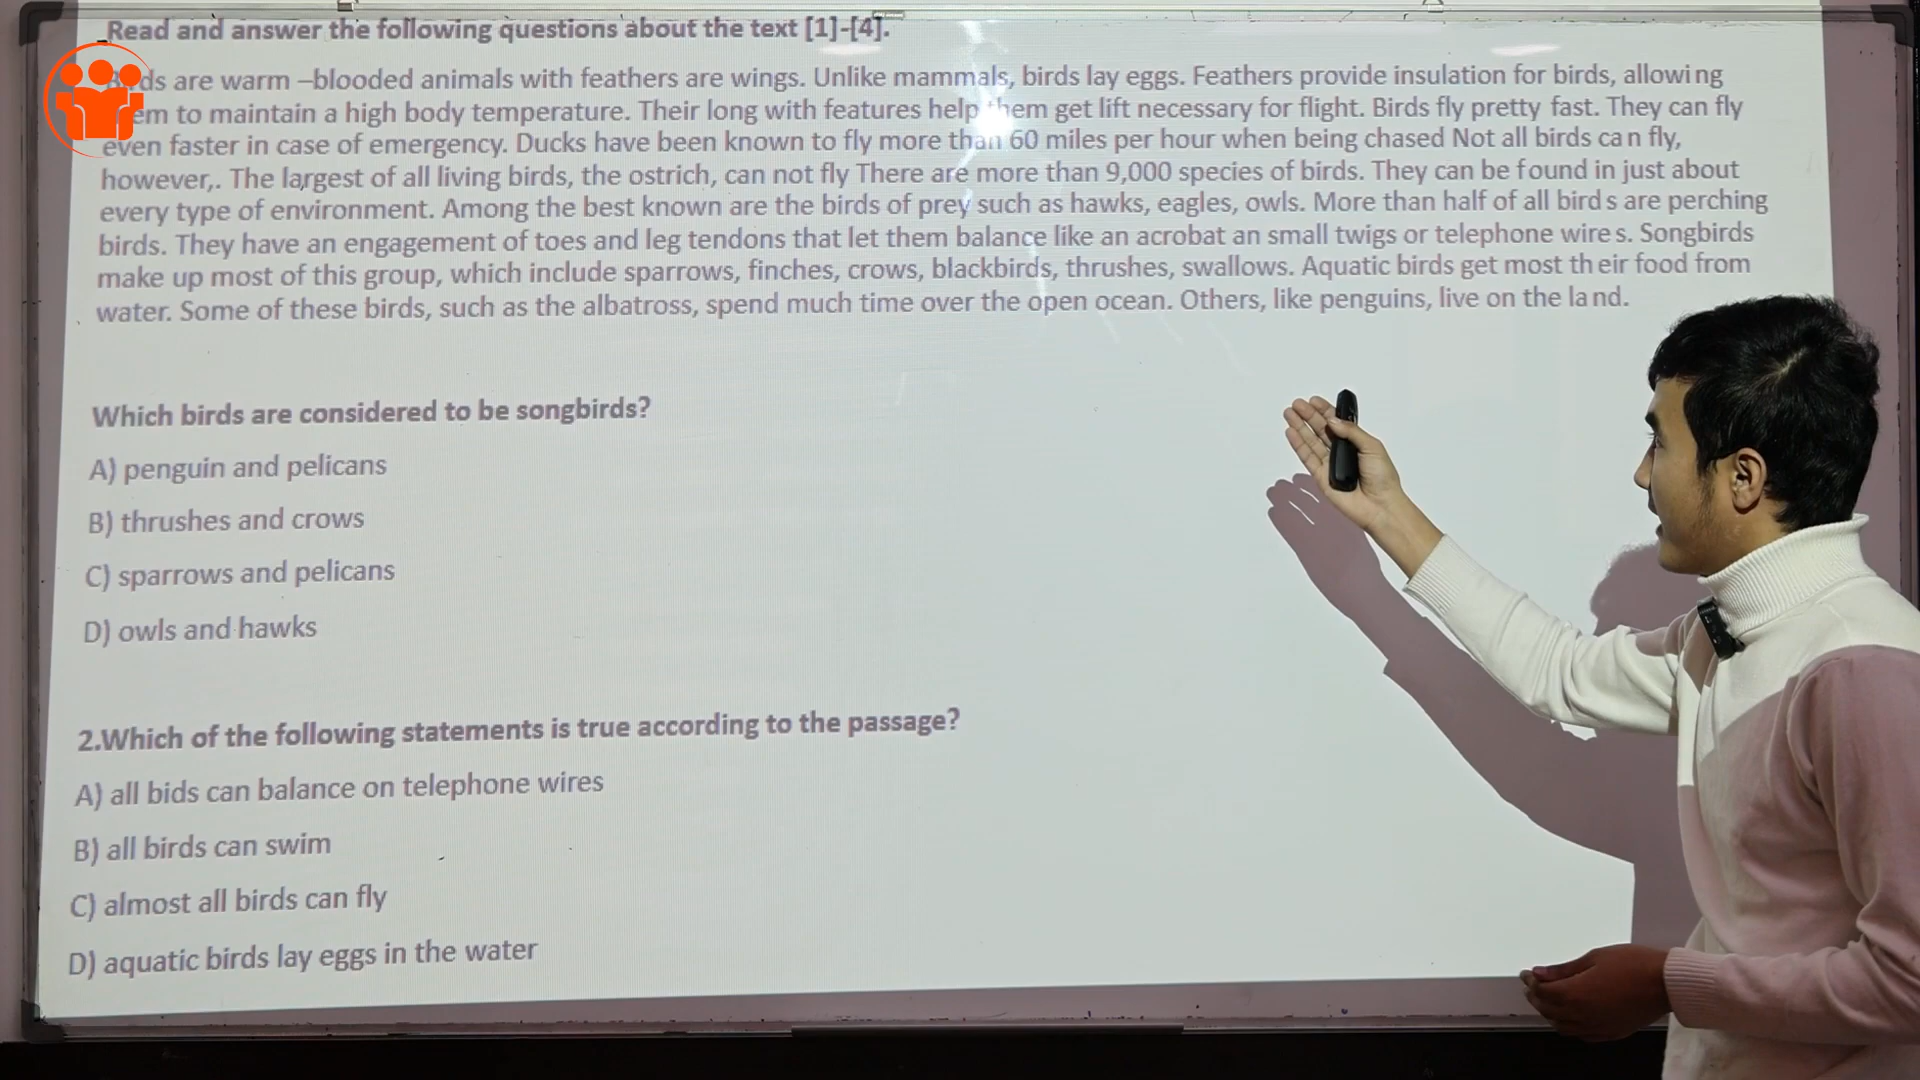 Read and answer the following questions about the text [1]-[4].
are warm –blooded animals with feathers are wings. Unlike mammals, birds lay eggs. Feathers provide insulation for birds, allowing
to maintain a high body temperature. Their long with features help them get lift necessary for flight. Birds fly pretty fast. They can fly
even faster in case of emergency. Ducks have been known to fly more than 60 miles per hour when being chased Not all birds can fly,
however,. The largest of all living birds, the ostrich, can not fly There are more than 9,000 species of birds. They can be found in just about
every type of environment. Among the best known are the birds of prey such as hawks, eagles, owls. More than half of all birds are perching
birds. They have an engagement of toes and leg tendons that let them balance like an acrobat an small twigs or telephone wires. Songbirds
make up most of this group, which include sparrows, finches, crows, blackbirds, thrushes, swallows. Aquatic birds get most their food from
water. Some of these birds, such as the albatross, spend much time over the open ocean. Others, like penguins, live on the land.
Which birds are considered to be songbirds?
A) penguin and pelicans
B) thrushes and crows
C) sparrows and pelicans
D) owls and hawks
2.Which of the following statements is true according to the passage?
A) all bids can balance on telephone wires
B) all birds can swim
C) almost all birds can fly
D) aquatic birds lay eggs in the water